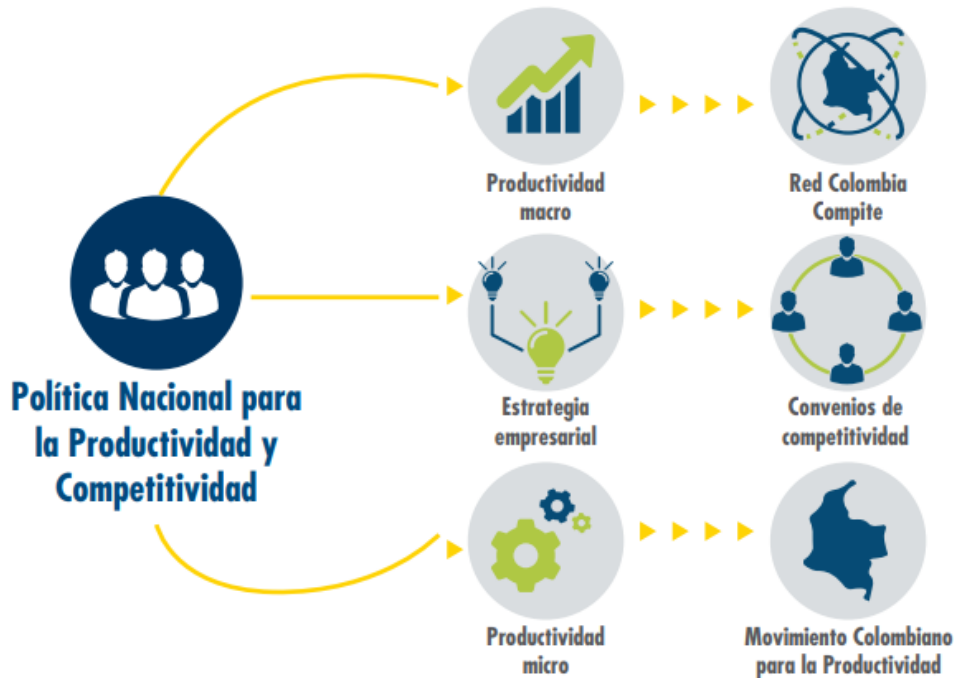 Productividad
macro
Red Colombia
Compite
Política Nacional para
la Productividad y
Competitividad
Estrategia
empresarial
Convenios de
competitividad
Productividad
micro
Movimiento Colombiano
para la Productividad